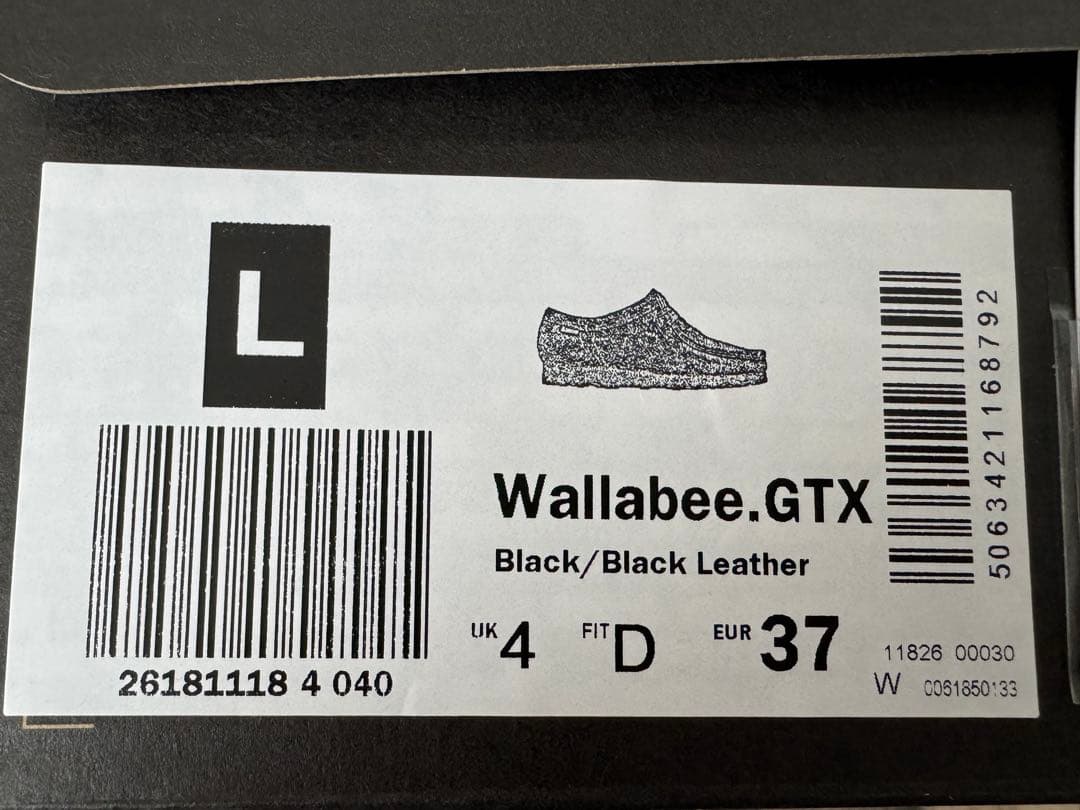 L
26181118 4 040
Wallabee.GTX
Black/Black Leather
UK 4 FIT D EUR 37
5063421168792
11826 00030
W 0061850133